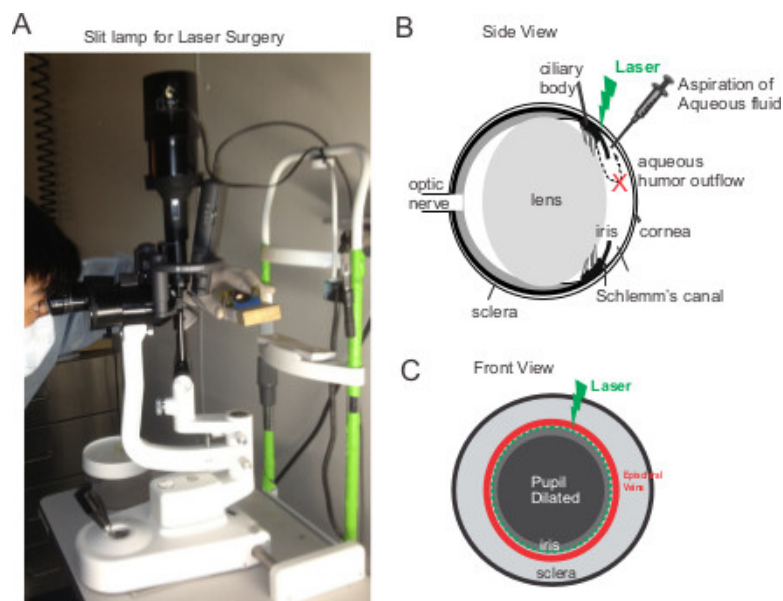 A
Slit lamp for Laser Surgery
B
Side View
Laser
ciliary
body
Aspiration of
Aqueous fluid
aqueous
humor outflow
optic
nerve
lens
iris
cornea
Schlemm's canal
sclera
C
Front View
Laser
Pupil
Dilated
Episcleral
Veins
iris
sclera